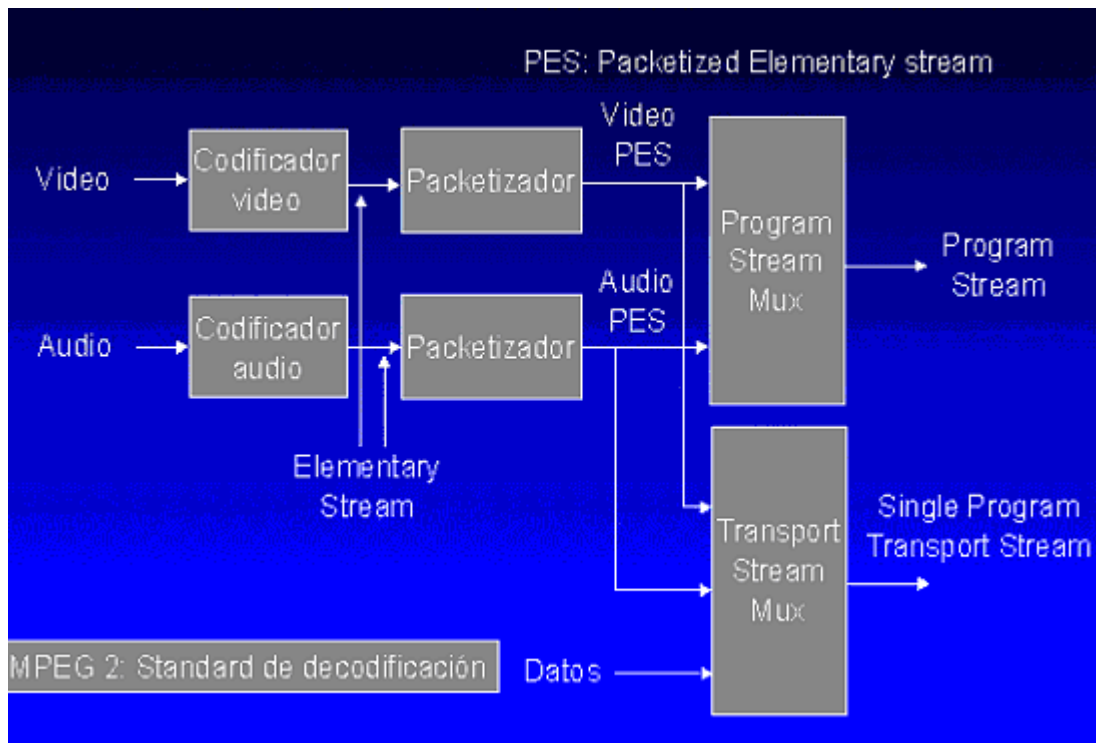 PES: Packetized Elementary stream
Video
PES
Video
Codificador
video
Packetizador
Program
Stream
Mux
Program
Stream
Audio
PES
Audio
Codificador
audio
Packetizador
Elementary
Stream
Transport
Stream
Mux
Single Program
Transport Stream
MPEG 2: Standard de decodificación
Datos